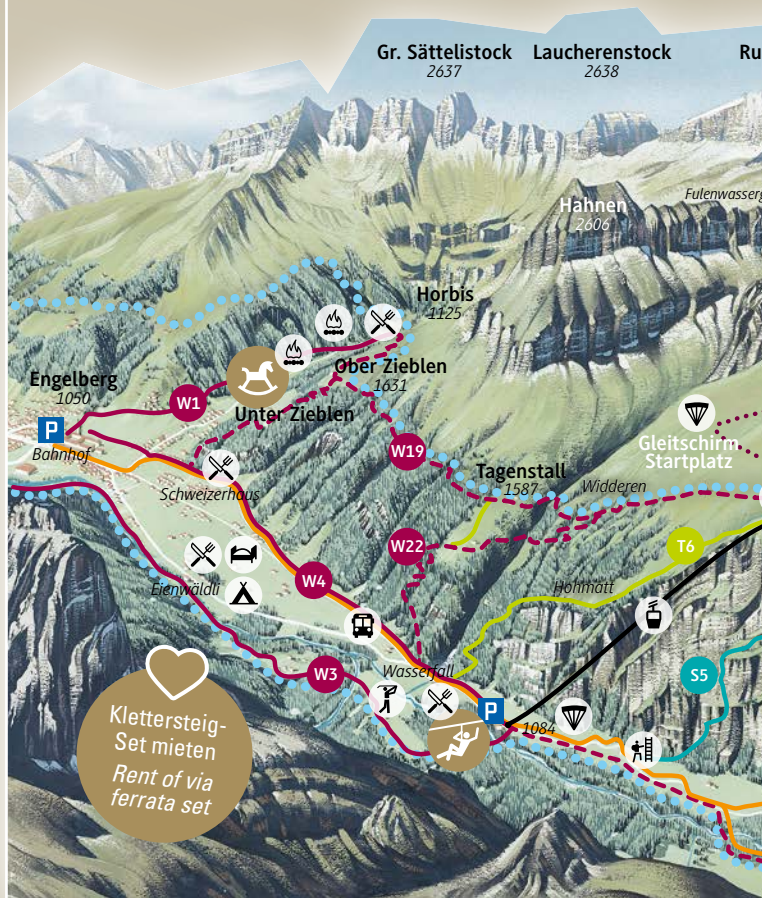 Gr. Sättelistock
2637
Laucherenstock
2638
Ru
Hahnen
2606
Fulenwasserg
Horbis
1125
Engelberg
1050
Ober Zieblen
1631
W1
Unter Zieblen
P
Bahnhof
W19
Gleitschirm
Startplatz
Tagenstall
1587
Widderen
Schweizerhaus
W22
T6
Eienwäldli
W4
Hohmatt
Wasserfall
W3
S5
P
1084
Klettersteig-
Set mieten
Rent of via
ferrata set